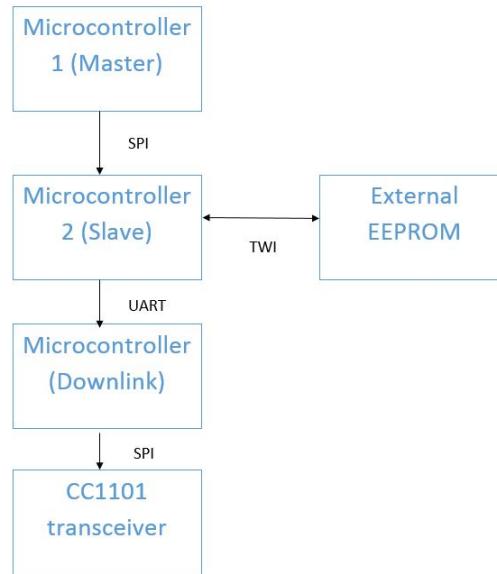 Microcontroller
1 (Master)
SPI
Microcontroller
2 (Slave)
External
EEPROM
TWI
UART
Microcontroller
(Downlink)
SPI
CC1101
transceiver